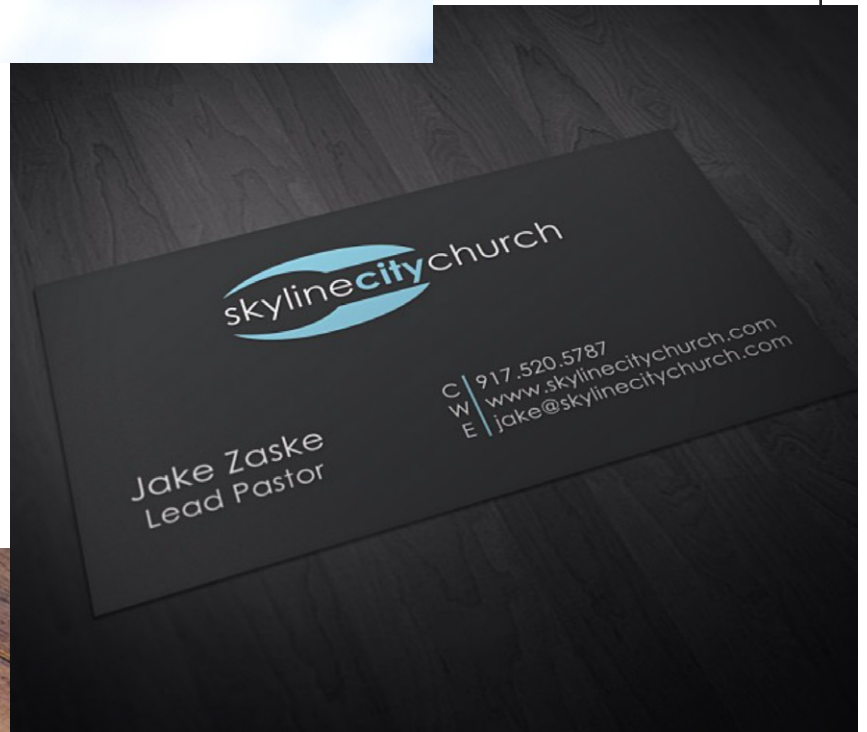 skylinecitychurch
Jake Zaske
Lead Pastor
C 917.520.5787
W www.skylinecitychurch.com
E jake@skylinecitychurch.com